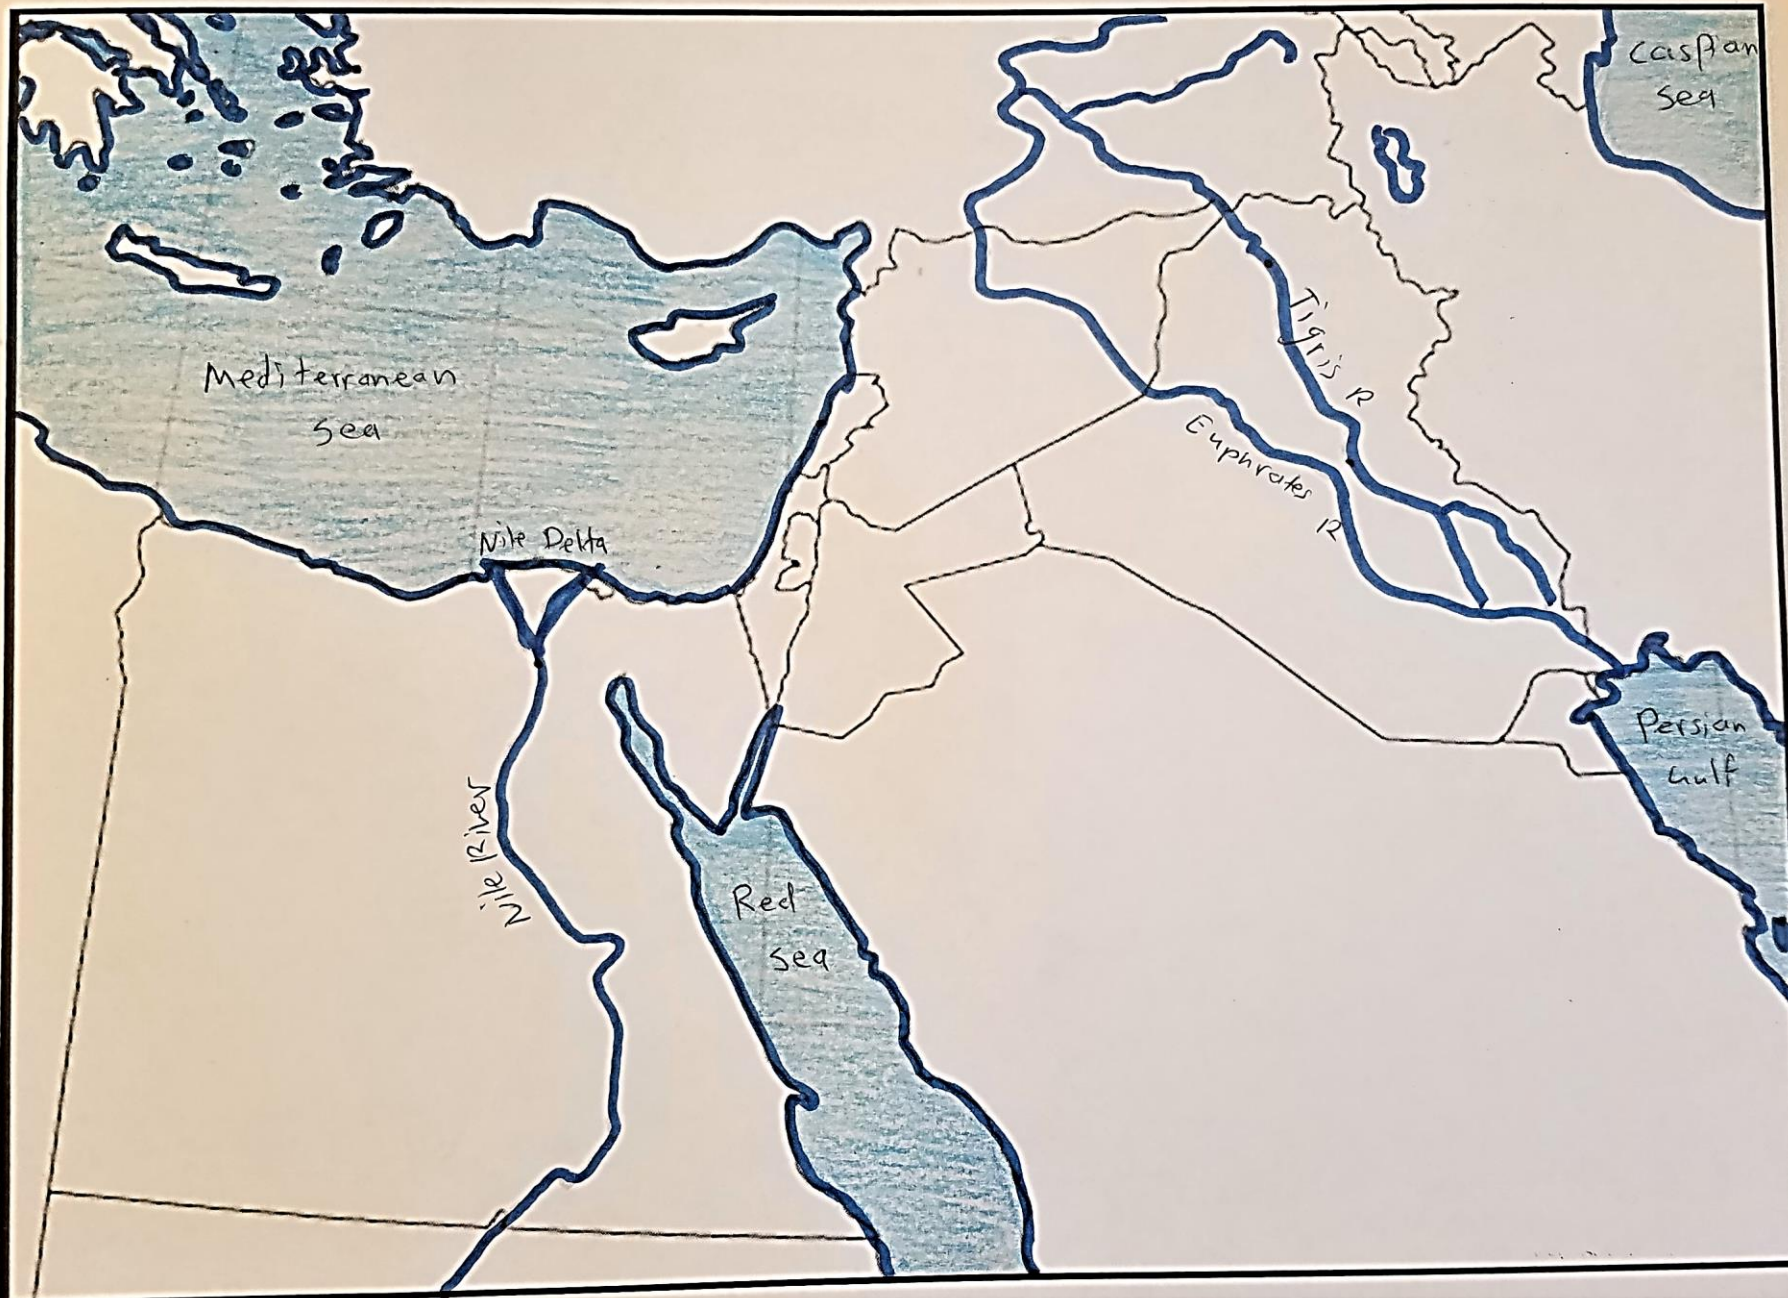 Caspian
Sea
Mediterranean
Sea
Tigris R
Euphrates R
Nile Delta
Persian
Gulf
Nile River
Red
Sea